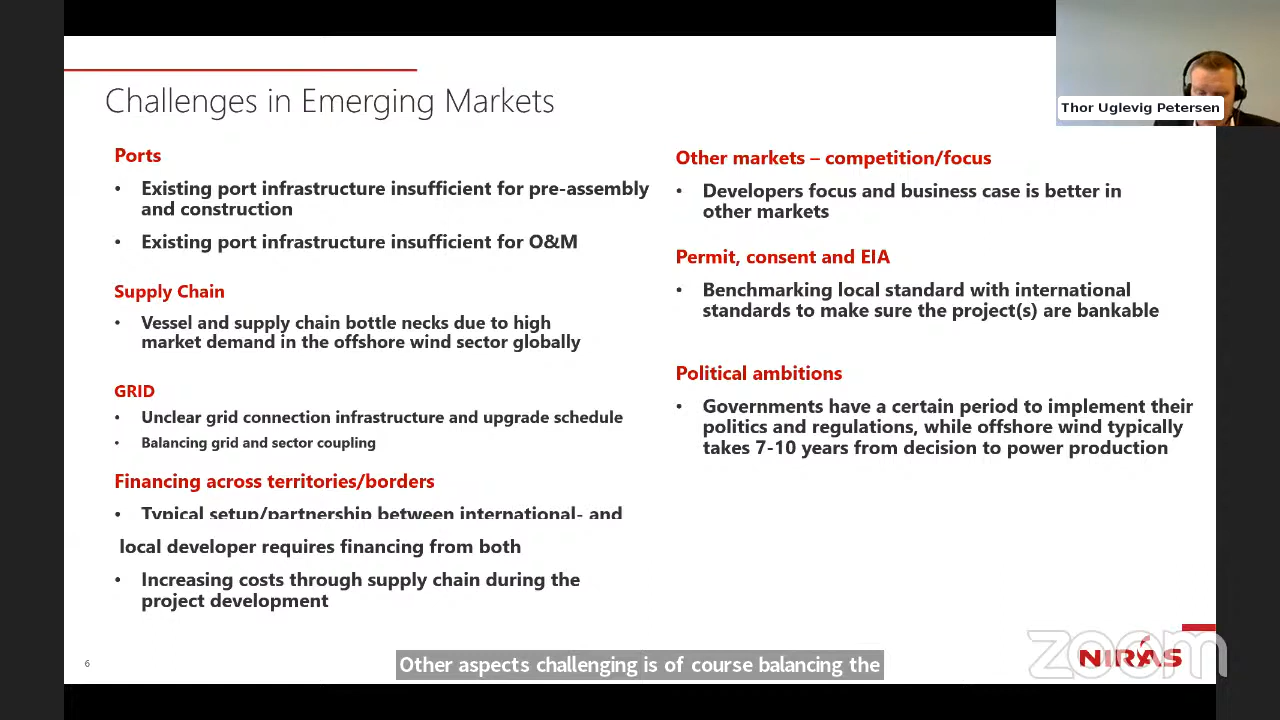 Challenges in Emerging Markets
Thor Uglevig Petersen
Ports
• Existing port infrastructure insufficient for pre-assembly
and construction
• Existing port infrastructure insufficient for O&M
Supply Chain
• Vessel and supply chain bottle necks due to high
market demand in the offshore wind sector globally
GRID
• Unclear grid connection infrastructure and upgrade schedule
• Balancing grid and sector coupling
Financing across territories/borders
• Typical setup/partnership between international- and
local developer requires financing from both
• Increasing costs through supply chain during the
project development
Other markets – competition/focus
• Developers focus and business case is better in
other markets
Permit, consent and EIA
• Benchmarking local standard with international
standards to make sure the project(s) are bankable
Political ambitions
• Governments have a certain period to implement their
politics and regulations, while offshore wind typically
takes 7-10 years from decision to power production
6
Other aspects challenging is of course balancing the
zoom
NIRAS